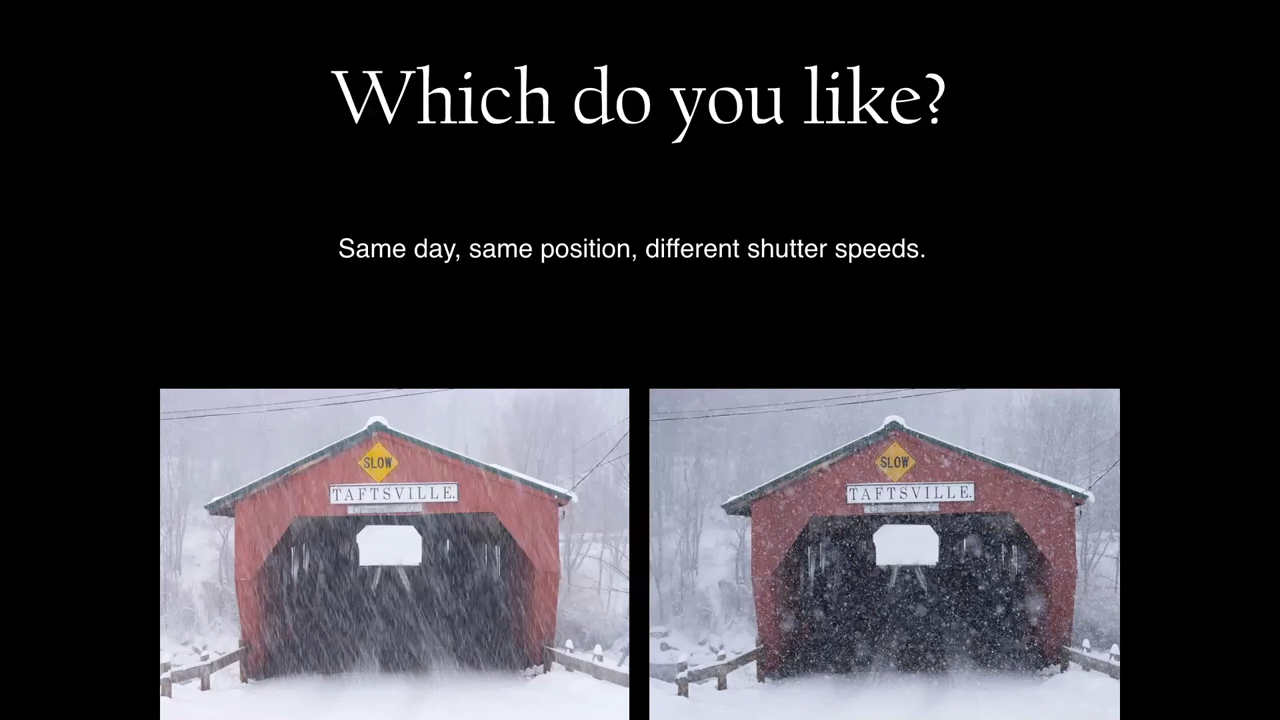 Which do you like?
Same day, same position, different shutter speeds.
SLOW
TAFTSVILLE.
SLOW
TAFTSVILLE.